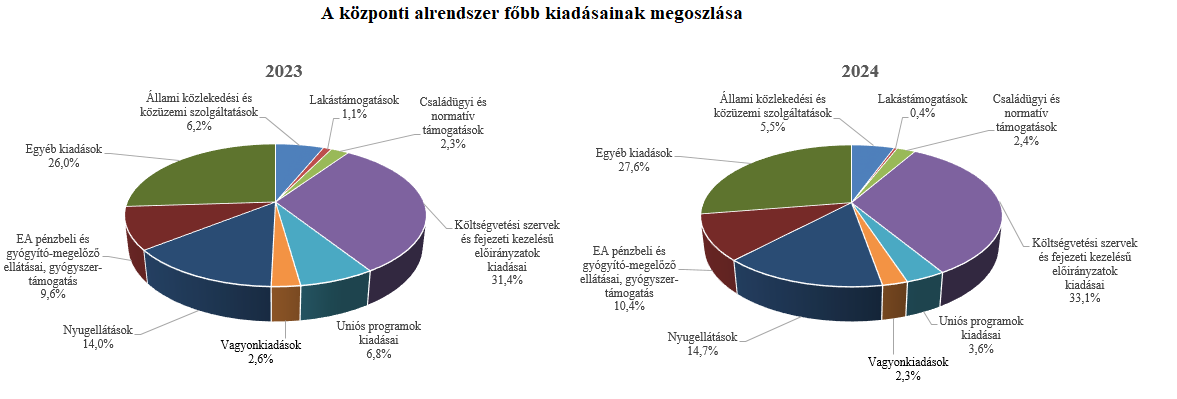 A központi alrendszer főbb kiadásainak megoszlása
2023
Állami közlekedési és
közüzemi szolgáltatások
6,2%
Lakástámogatások
1,1%
Családügyi és
normatív
támogatások
2,3%
Egyéb kiadások
26,0%
Költségvetési szervek
és fejezeti kezelésű
előirányzatok
kiadásai
31,4%
EA pénzbeli és
gyógyító-megelőző
ellátásai, gyógyszer-
támogatás
9,6%
Nyugellátások
14,0%
Vagyonkiadások
2,6%
Uniós programok
kiadásai
6,8%
2024
Állami közlekedési és
közüzemi szolgáltatások
5,5%
Lakástámogatások
0,4%
Családügyi és
normatív
támogatások
2,4%
Egyéb kiadások
27,6%
Költségvetési szervek
és fejezeti kezelésű
előirányzatok
kiadásai
33,1%
EA pénzbeli és
gyógyító-megelőző
ellátásai, gyógyszer-
támogatás
10,4%
Nyugellátások
14,7%
Vagyonkiadások
2,3%
Uniós programok
kiadásai
3,6%